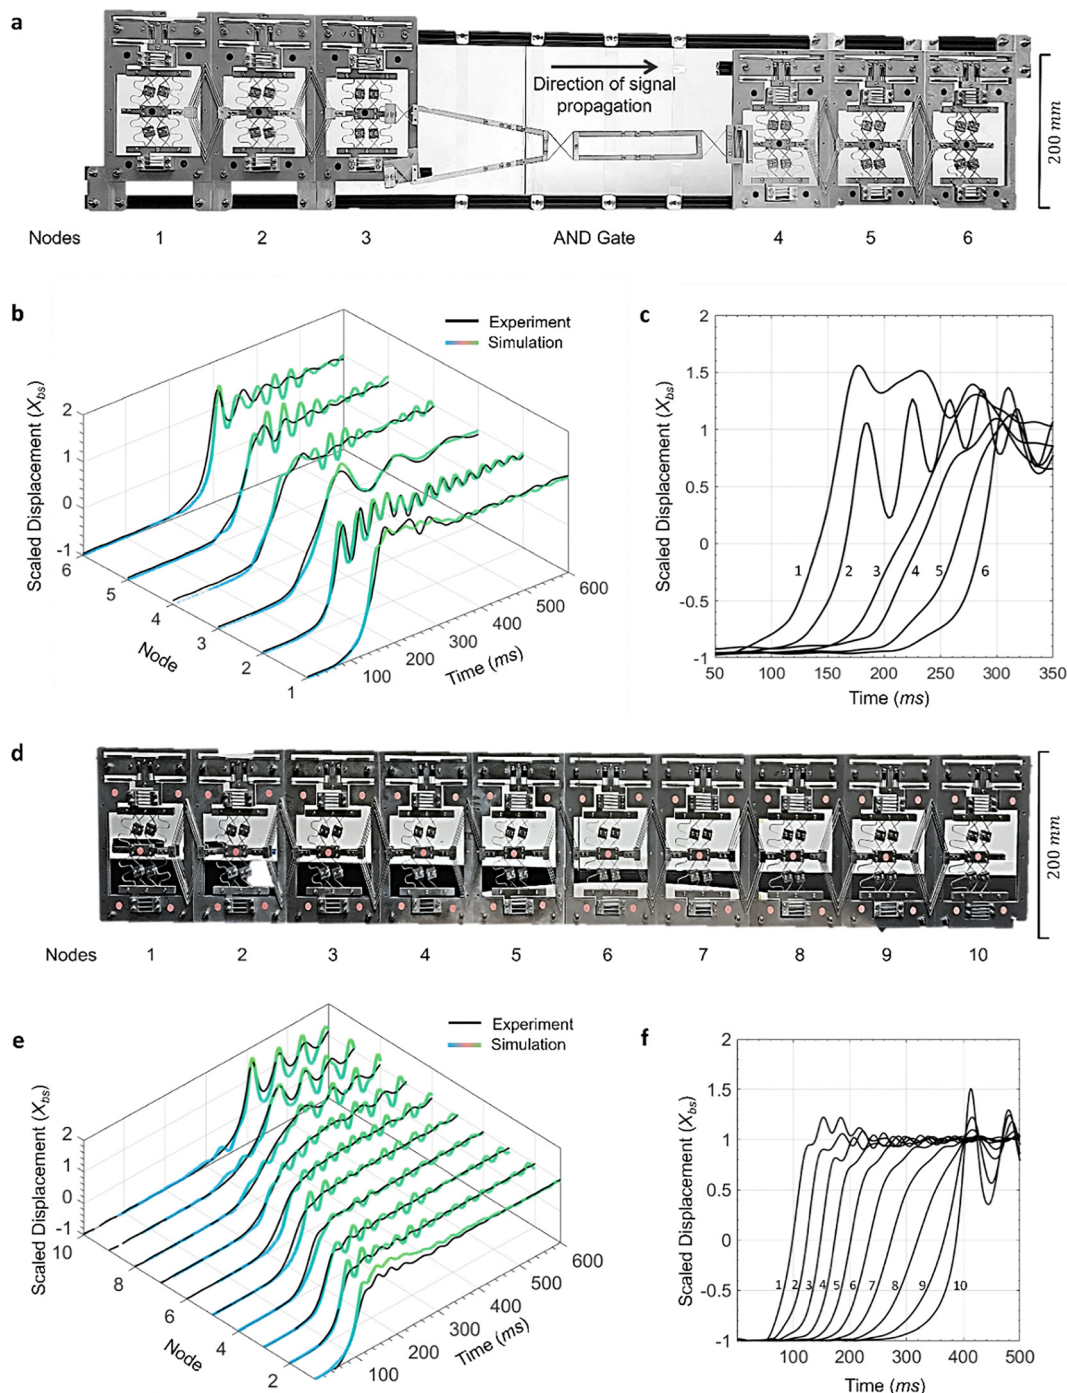 a
Direction of signal
propagation
200 mm
Nodes 1 2 3 AND Gate 4 5 6
b
Experiment
Simulation
Scaled Displacement (X_bs)
2
1
0
-1
6
5
4
3
2
1
Node
100
200
300
400
500
600
Time (ms)
c
Scaled Displacement (X_bs)
2
1.5
1
0.5
0
-0.5
-1
1 2 3 4 5 6
50 100 150 200 250 300 350
Time (ms)
d
200 mm
Nodes 1 2 3 4 5 6 7 8 9 10
e
Experiment
Simulation
Scaled Displacement (X_bs)
2
1
0
-1
10
8
6
4
2
Node
100
200
300
400
500
600
Time (ms)
f
Scaled Displacement (X_bs)
2
1.5
1
0.5
0
-0.5
-1
1 2 3 4 5 6 7 8 9 10
100 200 300 400 500
Time (ms)